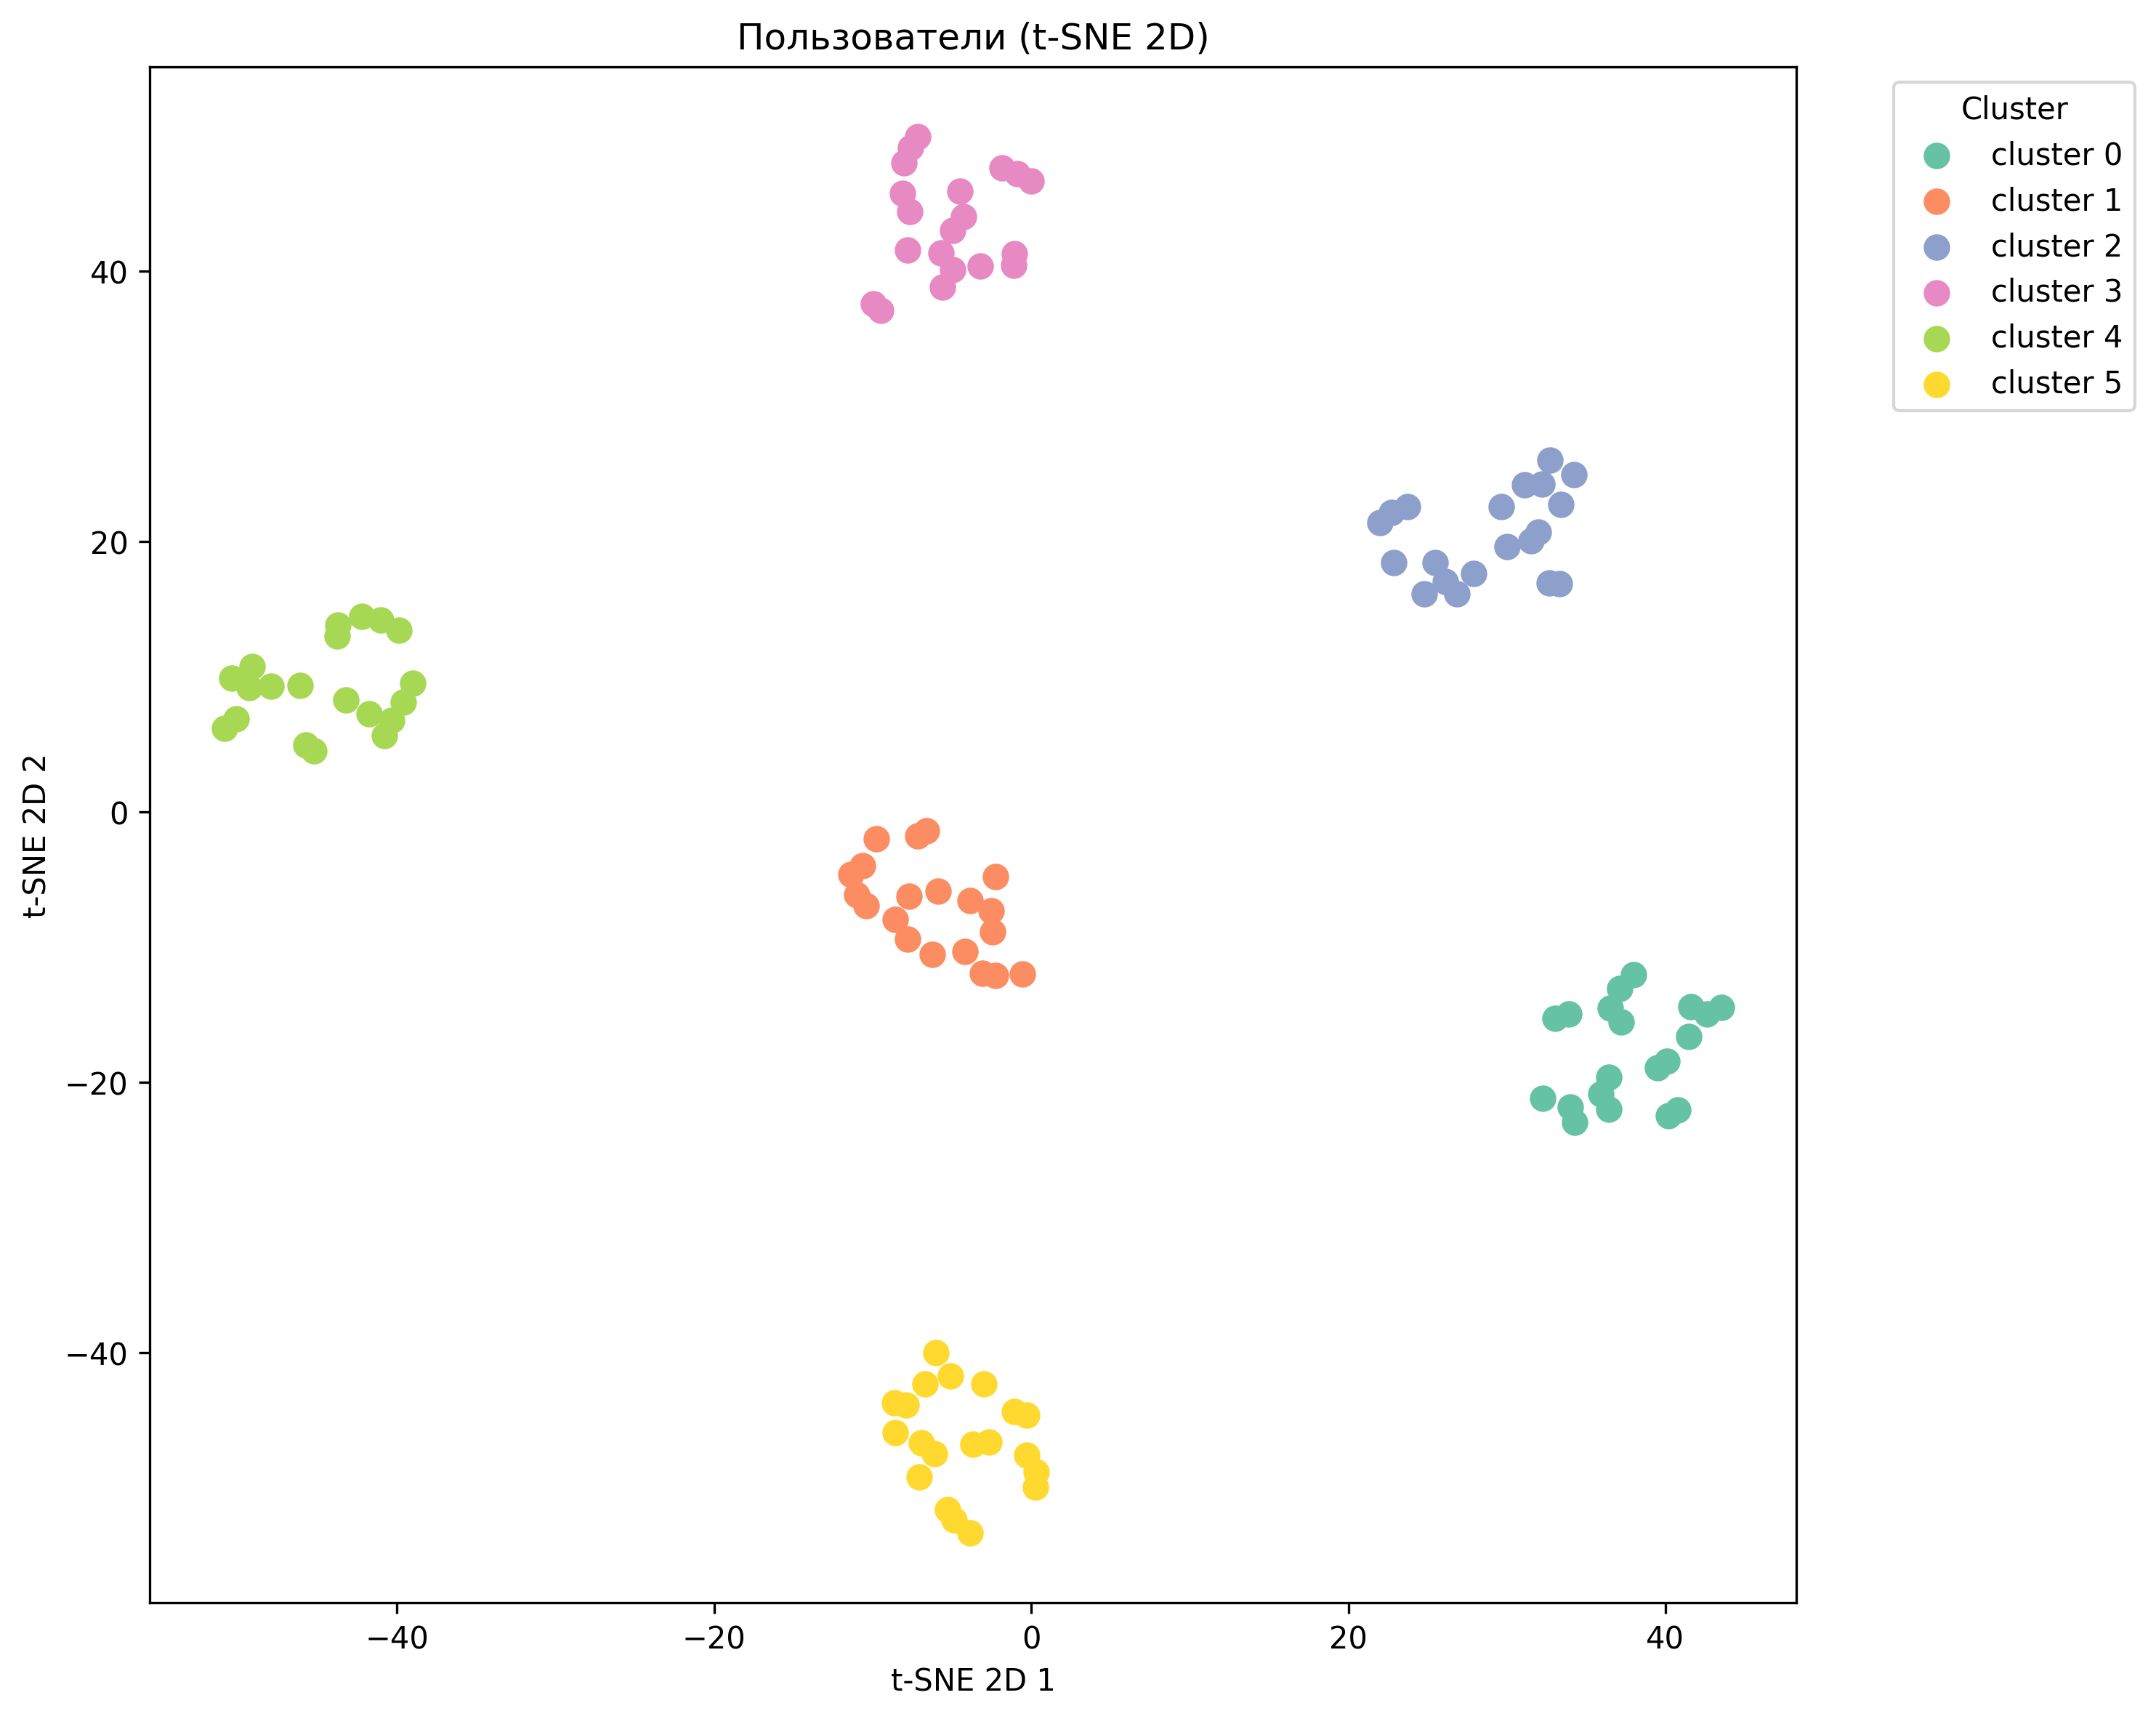 Пользователи (t-SNE 2D)
Cluster
cluster 0
cluster 1
cluster 2
cluster 3
cluster 4
cluster 5
40
20
0
−20
−40
t-SNE 2D 2
−40
−20
0
20
40
t-SNE 2D 1